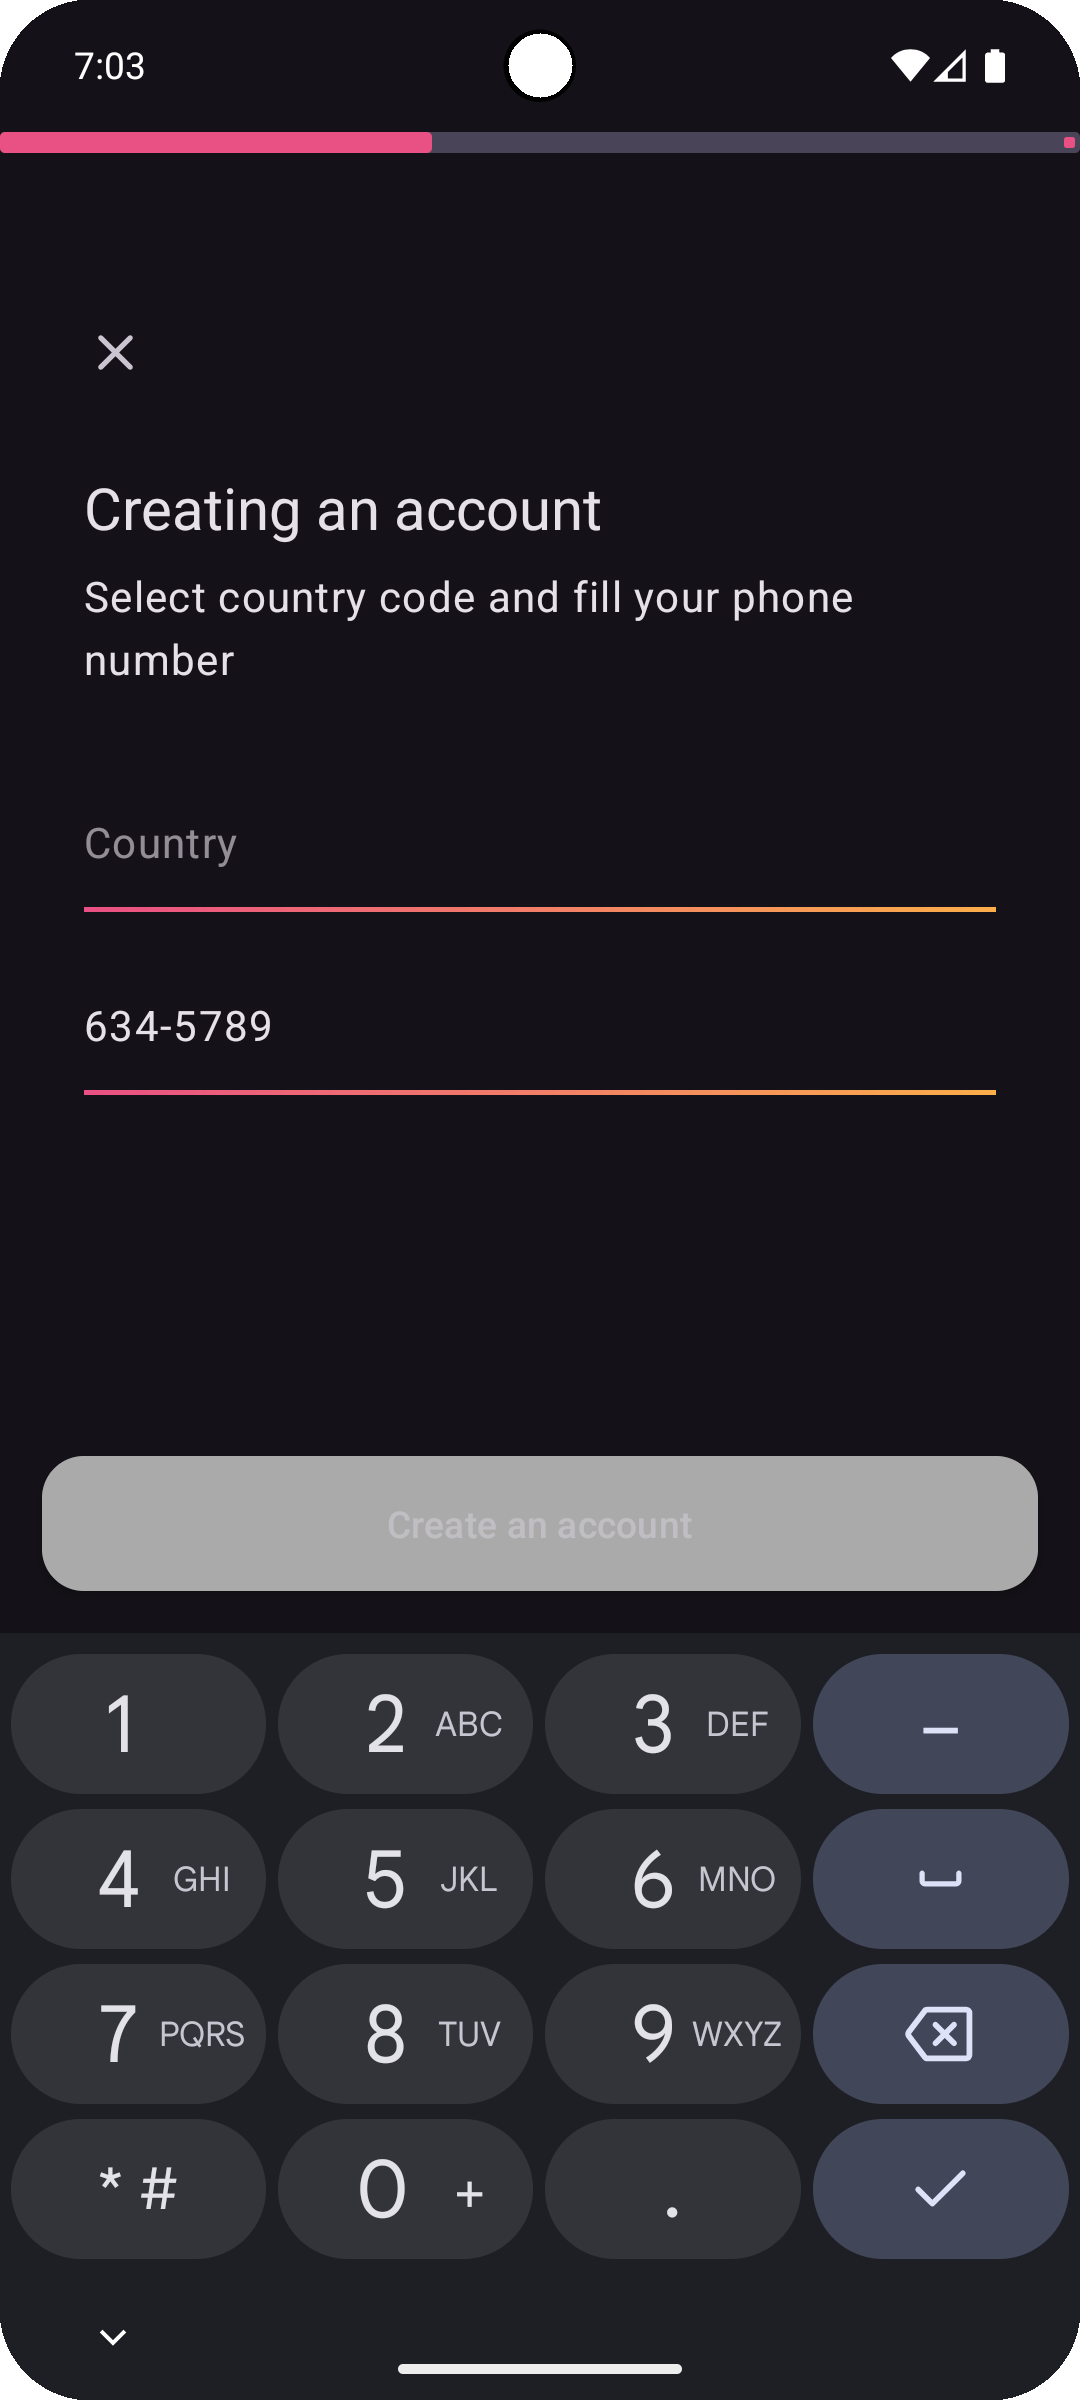 7:03
Creating an account
Select country code and fill your phone
number
Country
634-5789
Create an account
1
2 ABC
3 DEF
–
4 GHI
5 JKL
6 MNO
7 PQRS
8 TUV
9 WXYZ
* #
0 +
.